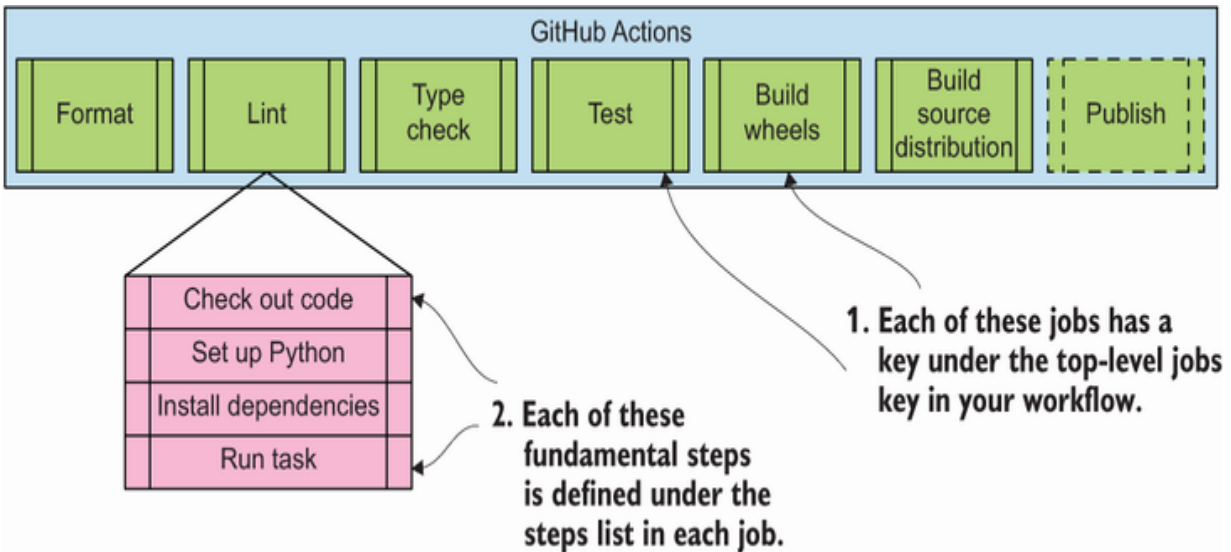 GitHub Actions
Format
Lint
Type
check
Test
Build
wheels
Build
source
distribution
Publish
Check out code
Set up Python
Install dependencies
Run task
1. Each of these jobs has a
key under the top-level jobs
key in your workflow.
2. Each of these
fundamental steps
is defined under the
steps list in each job.